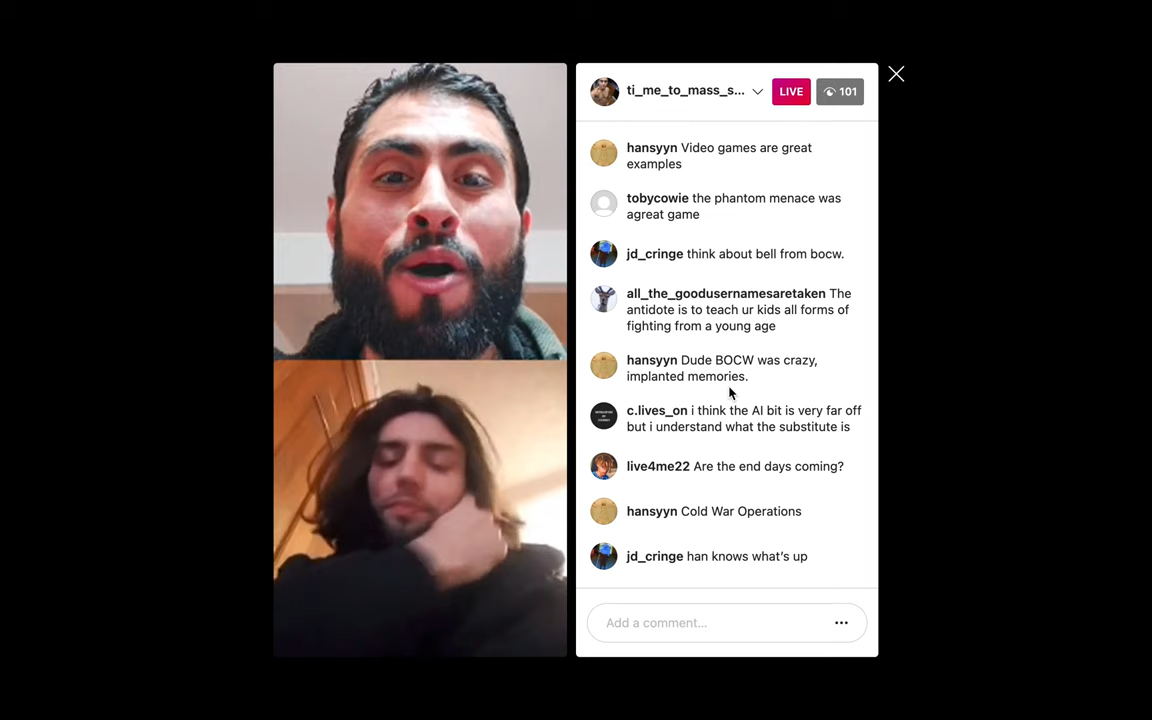 ti_me_to_mass_s...
LIVE
101
hansyyn Video games are great
examples
tobycowie the phantom menace was
agreat game
jd_cringe think about bell from bocw.
all_the_goodusernamesaretaken The
antidote is to teach ur kids all forms of
fighting from a young age
hansyyn Dude BOCW was crazy,
implanted memories.
c.lives_on i think the AI bit is very far off
but i understand what the substitute is
live4me22 Are the end days coming?
hansyyn Cold War Operations
jd_cringe han knows what's up
Add a comment...